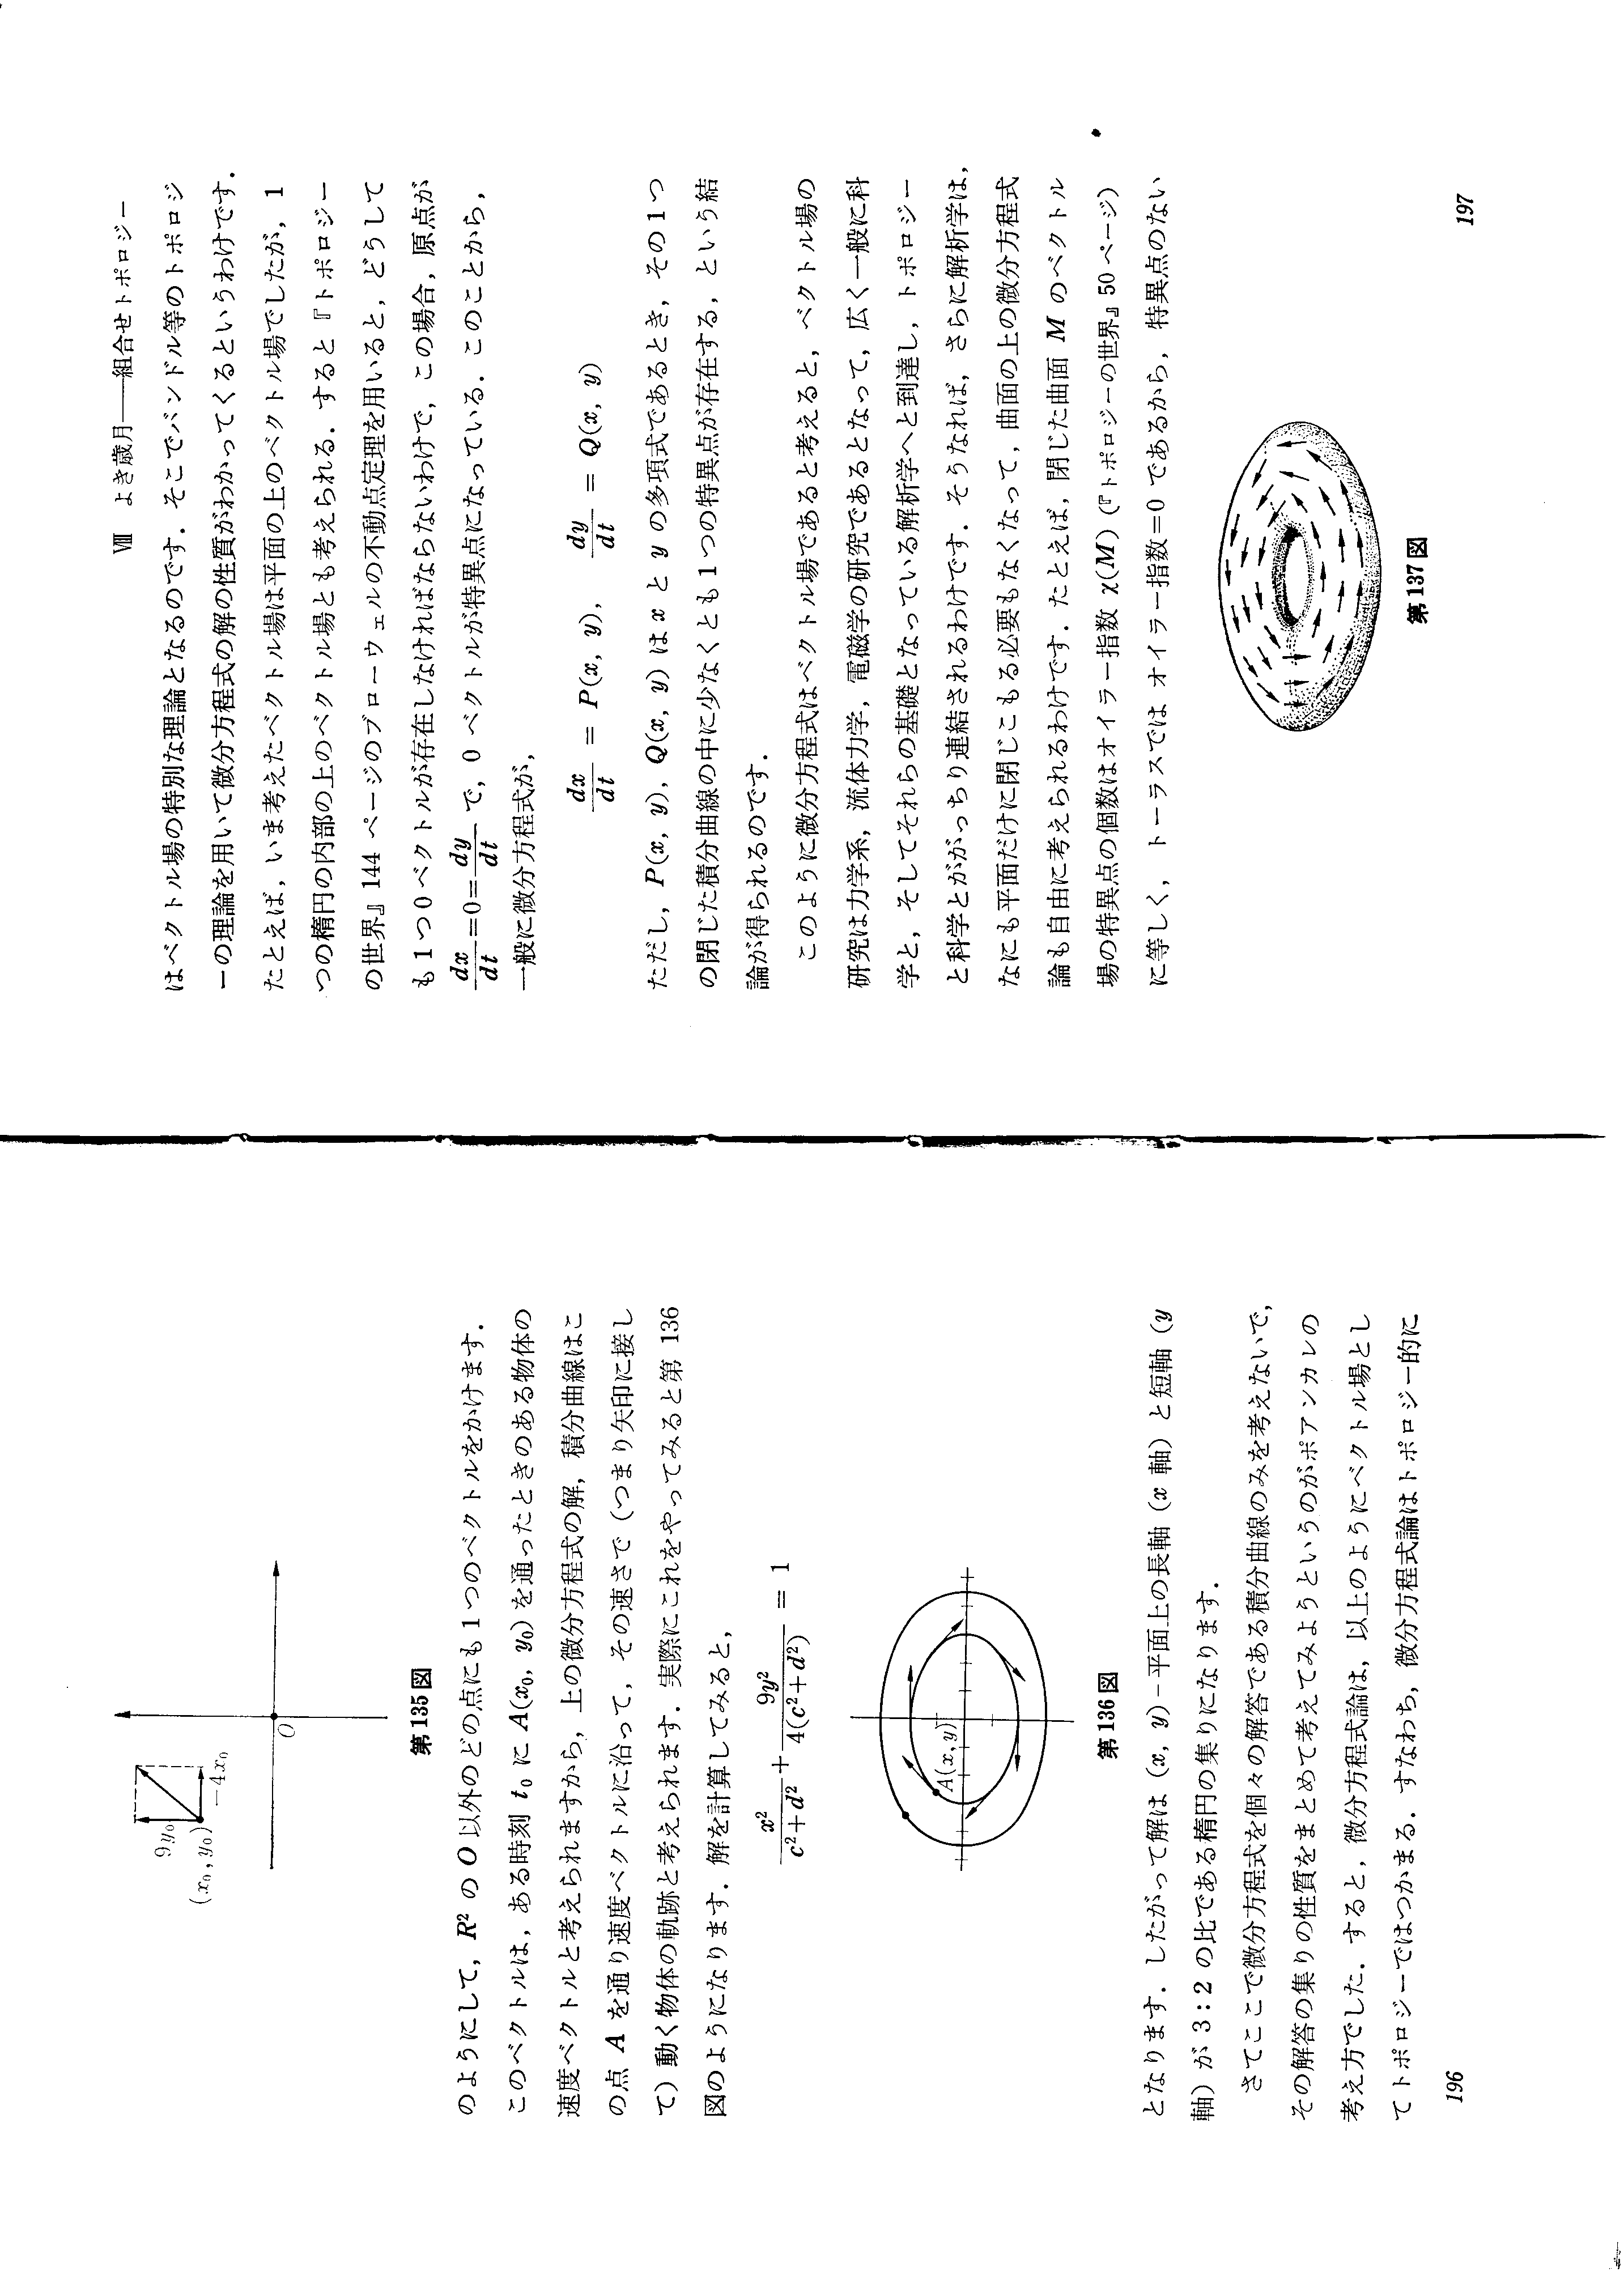 9y₀
(x₀, y₀)
−4x₀
O
第135図
のようにして，R² の O 以外のどの点にも1つのベクトルをかけます．
このベクトルは，ある時刻 t₀ に A(x₀, y₀) を通ったときのある物体の
速度ベクトルと考えられますから，上の微分方程式の解，積分曲線はこ
の点 A を通り速度ベクトルに沿って，その速さで（つまり矢印に接し
て）動く物体の軌跡と考えられます．実際にこれをやってみると第 136
図のようになります．解を計算してみると，
x²/(c²+d²) + 9y²/(4(c²+d²)) = 1
A(x, y)
第136図
となります．したがって解は (x, y)−平面上の長軸（x 軸）と短軸（y
軸）が 3：2 の比である楕円の集りになります．
さてここで微分方程式を個々の解答である積分曲線のみを考えないで，
その解答の集りの性質をまとめて考えてみようというのがポアンカレの
考え方でした．すると，微分方程式論は，以上のようにベクトル場とし
てトポロジーではつかまる．すなわち，微分方程式論はトポロジー的に
196
Ⅷ よき歳月――組合せトポロジー
はベクトル場の特別な理論となるのです．そこでバンドル等のトポロジ
ーの理論を用いて微分方程式の解の性質がわかってくるというわけです．
たとえば，いま考えたベクトル場は平面の上のベクトル場でしたが，1
つの楕円の内部の上のベクトル場とも考えられる．すると『トポロジー
の世界』144 ページのブローウェルの不動点定理を用いると，どうして
も1つ0ベクトルが存在しなければならないわけで，この場合，原点が
dx/dt=0=dy/dt で，0 ベクトルが特異点になっている．このことから，
一般に微分方程式が，
dx/dt = P(x, y), dy/dt = Q(x, y)
ただし，P(x, y)，Q(x, y) は x と y の多項式であるとき，その1つ
の閉じた積分曲線の中に少なくとも1つの特異点が存在する，という結
論が得られるのです．
このように微分方程式はベクトル場であると考えると，ベクトル場の
研究は力学系，流体力学，電磁学の研究であるとなって，広く一般に科
学と，そしてそれらの基礎となっている解析学へと到達し，トポロジー
と科学とががっちり連結されるわけです．そうなれば，さらに解析学は，
なにも平面だけに閉じこもる必要もなくなって，曲面の上の微分方程式
論も自由に考えられるわけです．たとえば，閉じた曲面 M のベクトル
場の特異点の個数はオイラー指数 χ(M)（『トポロジーの世界』50 ページ）
に等しく，トーラスではオイラー指数＝0 であるから，特異点のない
第137図
197